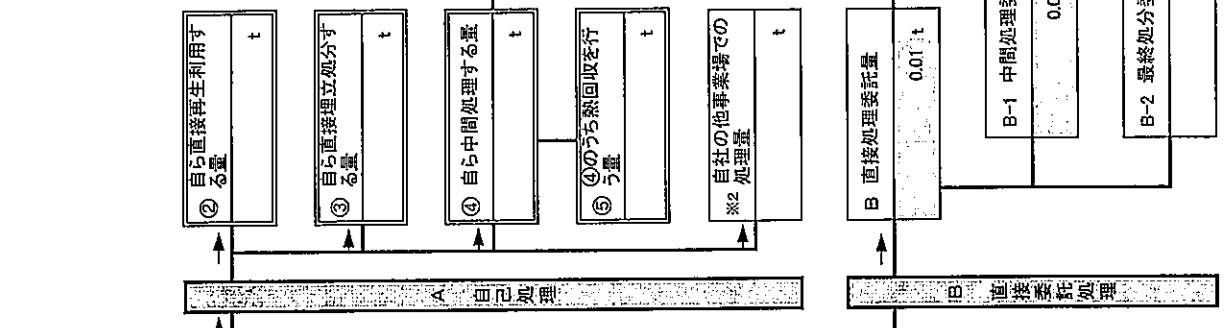 A 自己処理
② 自ら直接再生利用す
る量
t
③ 自ら直接埋立処分す
る量
t
④ 自ら中間処理する量
t
⑤ ④のうち熱回収を行
う量
t
※2 自社の他事業場での
処理量
t
B 直接委託処理
B 直接処理委託量
0.01 t
B-1 中間処理委
0.0
B-2 最終処分委